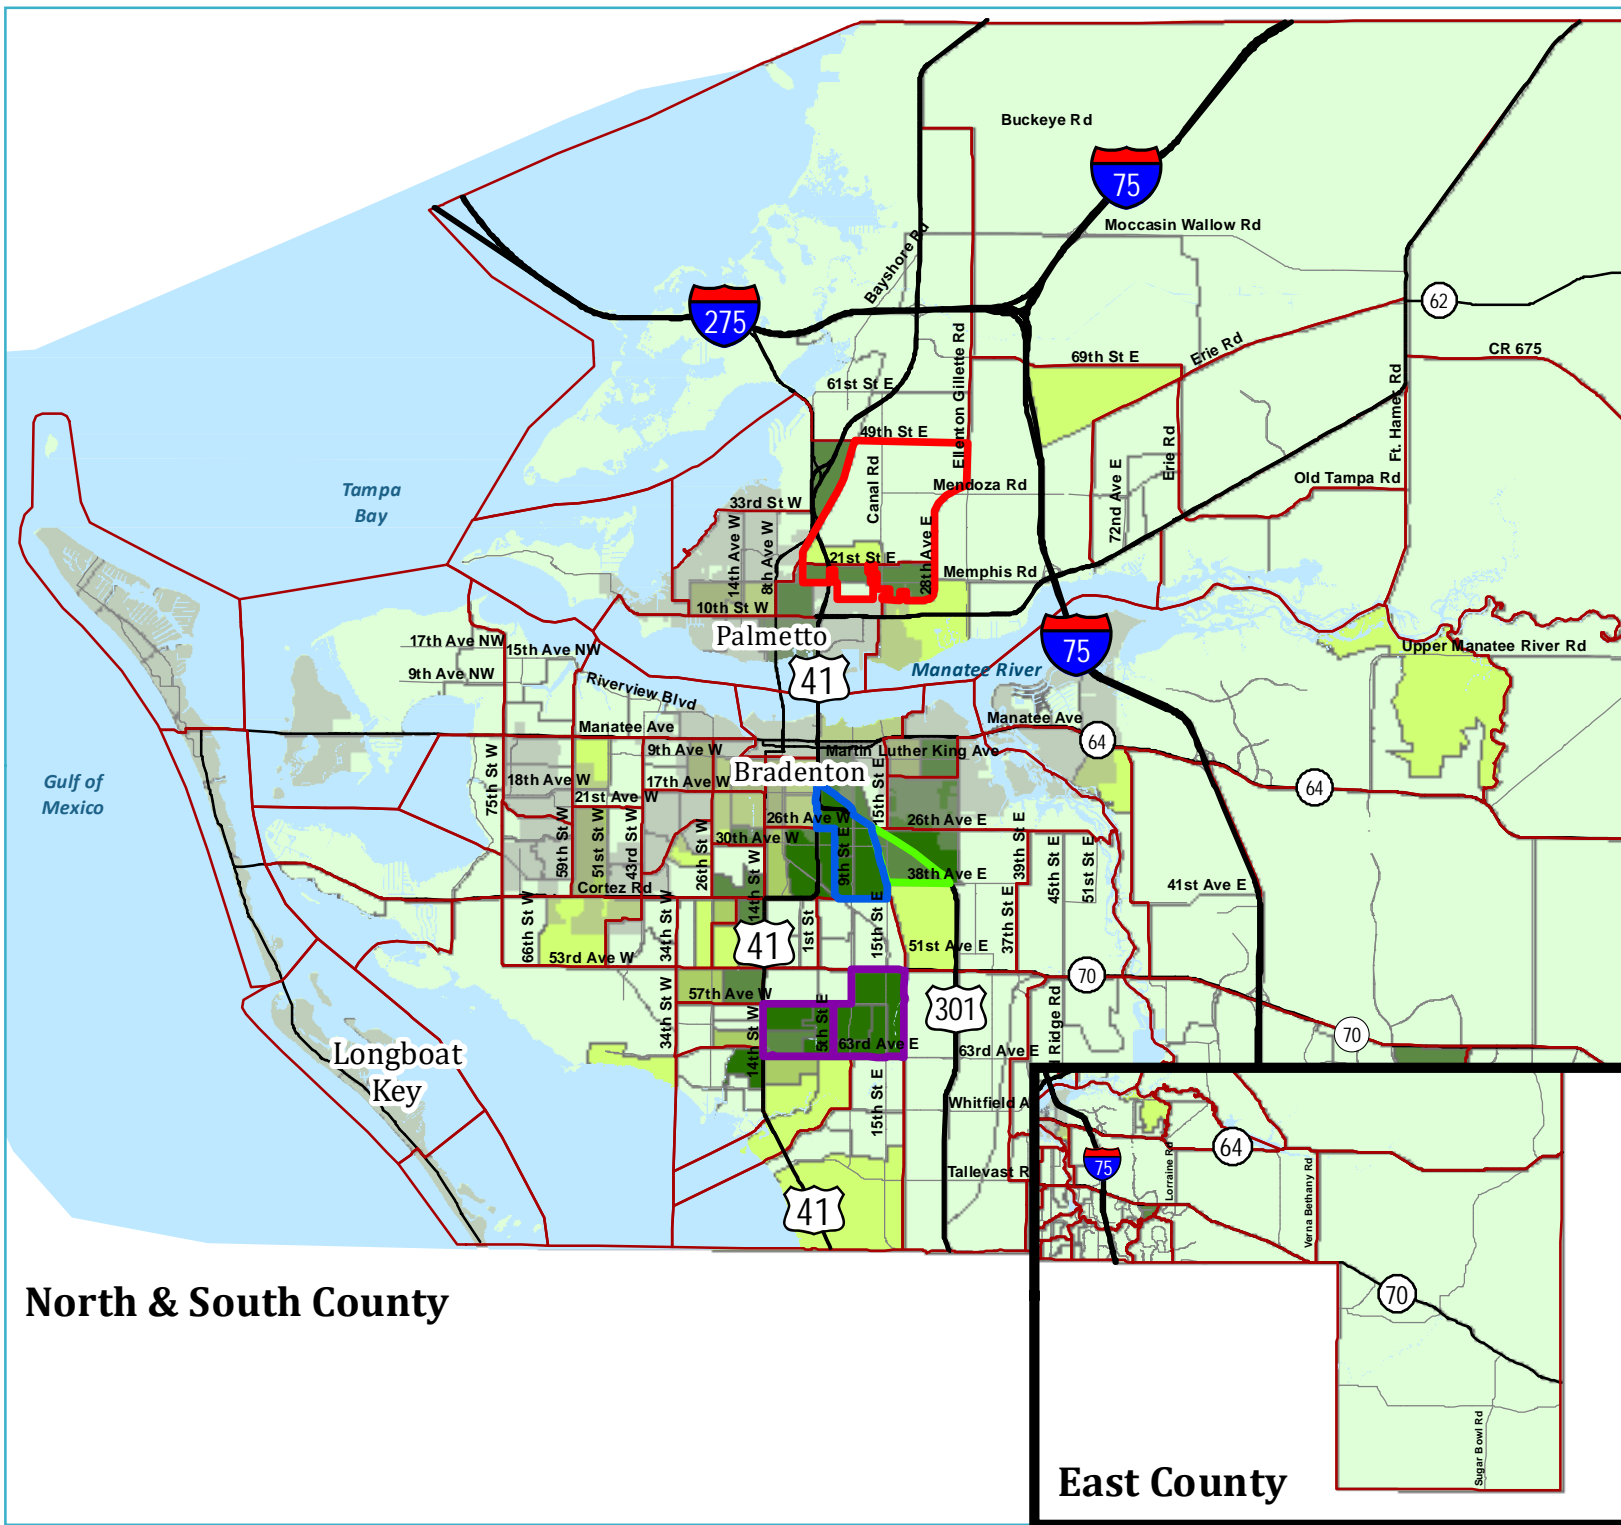 Buckeye Rd
75
Moccasin Wallow Rd
Bayshore Rd
62
275
Ellenton Gillette Rd
69th St E
Erie Rd
CR 675
61st St E
Ft. Hamer Rd
49th St E
Canal Rd
Mendoza Rd
72nd Ave E
Erie Rd
Old Tampa Rd
Tampa
Bay
33rd St W
14th Ave W
8th Ave W
21st St E
28th Ave E
Memphis Rd
10th St W
Palmetto
41
Manatee River
75
Upper Manatee River Rd
17th Ave NW
15th Ave NW
9th Ave NW
Riverview Blvd
Manatee Ave
Manatee Ave
64
9th Ave W
Martin Luther King Ave
Bradenton
Gulf of
Mexico
75th St W
18th Ave W
17th Ave W
21st Ave W
15th St E
64
59th St W
51st St W
43rd St W
26th St W
26th Ave W
26th Ave E
30th Ave W
14th St W
9th St E
38th Ave E
39th St E
45th St E
51st St E
41st Ave E
Cortez Rd
66th St W
34th St W
41
1st St
15th St E
51st Ave E
37th St E
53rd Ave W
70
57th Ave W
34th St W
14th St W
5th St E
63rd Ave E
301
63rd Ave E
d Ridge Rd
70
Longboat
Key
15th St E
Whitfield A
Tallevast R
41
64
75
Lorraine Rd
Verna Bethany Rd
70
Sugar Bowl Rd
North & South County
East County